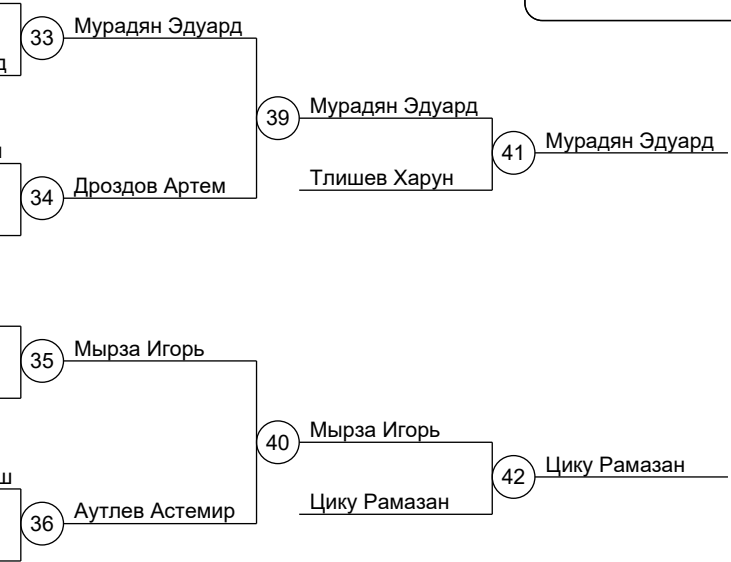 33 Мурадян Эдуард
д
39 Мурадян Эдуард
41 Мурадян Эдуард
Тлишев Харун
34 Дроздов Артем
35 Мырза Игорь
40 Мырза Игорь
42 Цику Рамазан
ш
Цику Рамазан
36 Аутлев Астемир